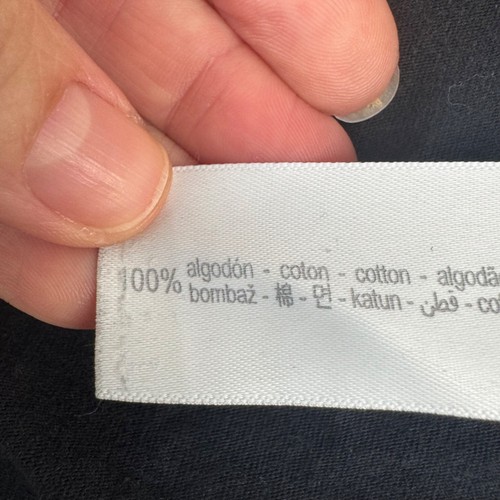 100% algodón - coton - cotton - algodã
bombaž - 棉 - 면 - katun - قطن - co